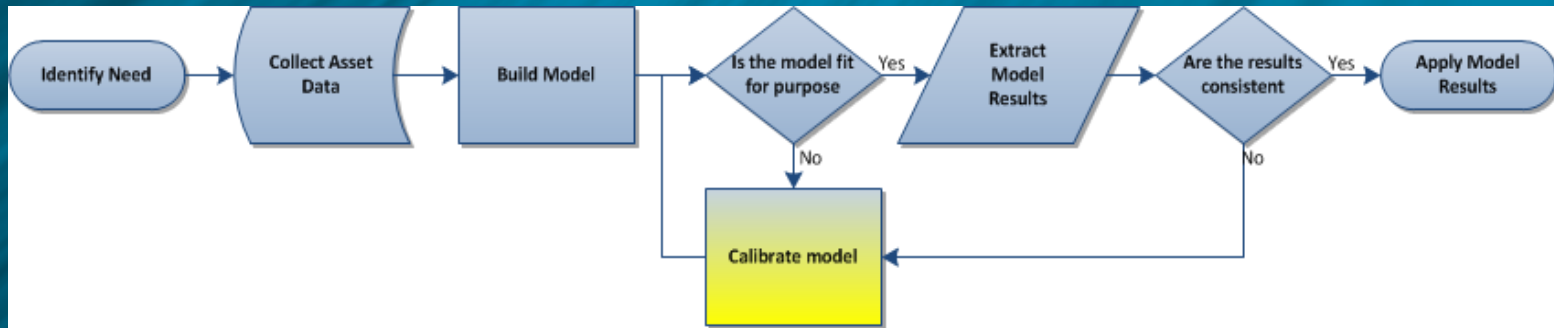 Identify Need
Collect Asset
Data
Build Model
Is the model fit
for purpose
Yes
Extract
Model
Results
Are the results
consistent
Yes
Apply Model
Results
No
No
Calibrate model